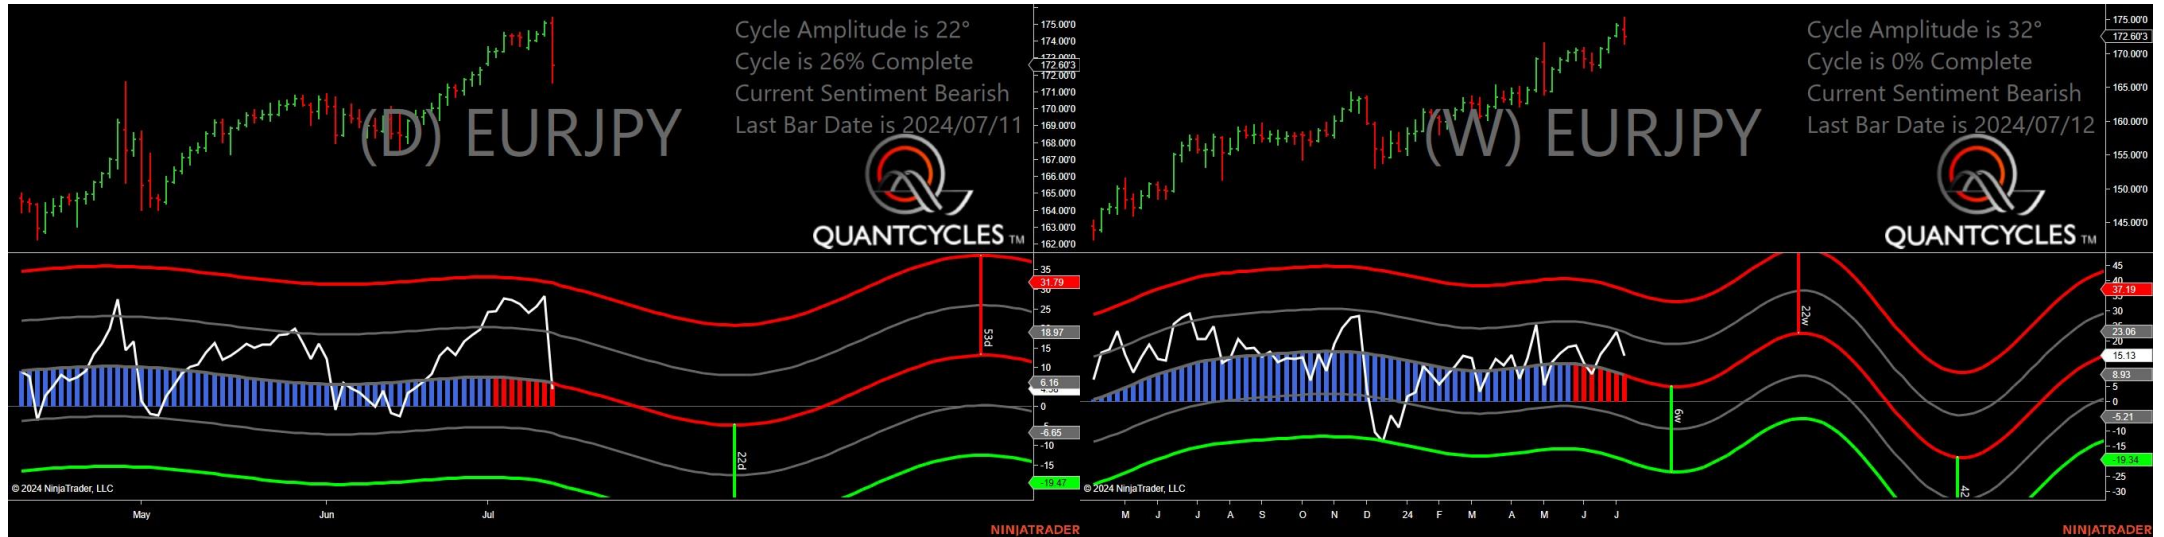 Cycle Amplitude is 22°
Cycle is 26% Complete
Current Sentiment Bearish
Last Bar Date is 2024/07/11
(D) EURJPY
QUANTCYCLES TM
175.00'0
174.00'0
172.60'3
172.00'0
171.00'0
170.00'0
169.00'0
168.00'0
167.00'0
166.00'0
165.00'0
164.00'0
163.00'0
162.00'0
35
31.79
30
25
18.97
15
10
6.16
0
-6.65
-10
-15
-19.47
53d
22d
© 2024 NinjaTrader, LLC
May
Jun
Jul
NINJATRADER
Cycle Amplitude is 32°
Cycle is 0% Complete
Current Sentiment Bearish
Last Bar Date is 2024/07/12
(W) EURJPY
QUANTCYCLES TM
175.00'0
172.60'3
170.00'0
165.00'0
160.00'0
155.00'0
150.00'0
145.00'0
45
40
37.19
35
30
23.06
20
15.13
8.93
5
0
-5.21
-10
-15
-19.34
-25
-30
22w
6w
42
© 2024 NinjaTrader, LLC
M J J A S O N D 24 F M A M J J
NINJATRADER